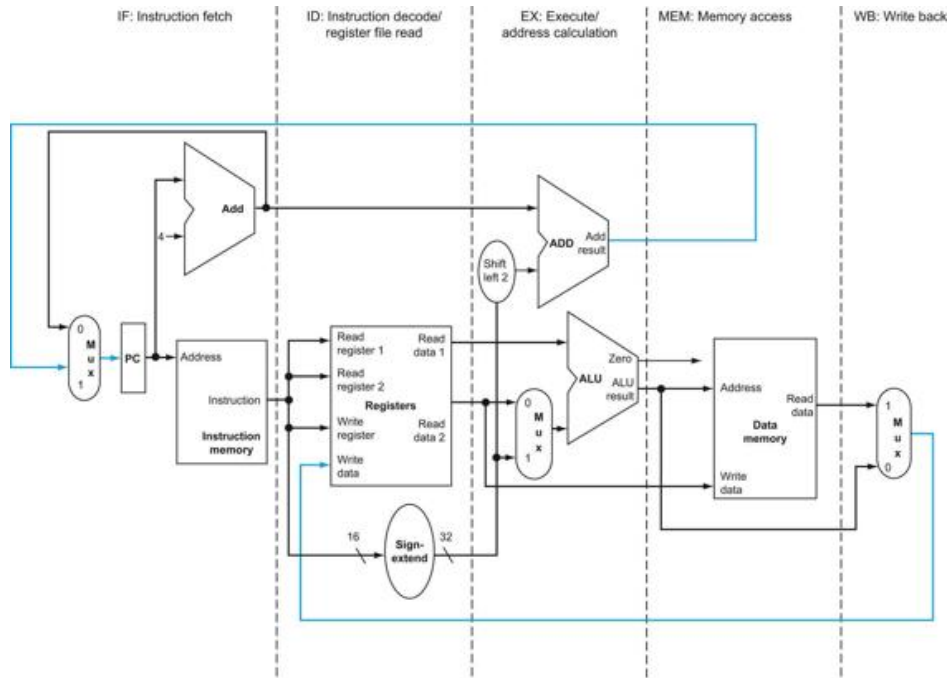 IF: Instruction fetch
ID: Instruction decode/
register file read
EX: Execute/
address calculation
MEM: Memory access
WB: Write back
Add
4
ADD
Add
result
Shift
left 2
0
M
u
x
1
PC
Address
Instruction
Instruction
memory
Read
register 1
Read
register 2
Write
register
Write
data
Registers
Read
data 1
Read
data 2
0
M
u
x
1
Zero
ALU
ALU
result
Address
Read
data
Data
memory
Write
data
1
M
u
x
0
16
Sign-
extend
32